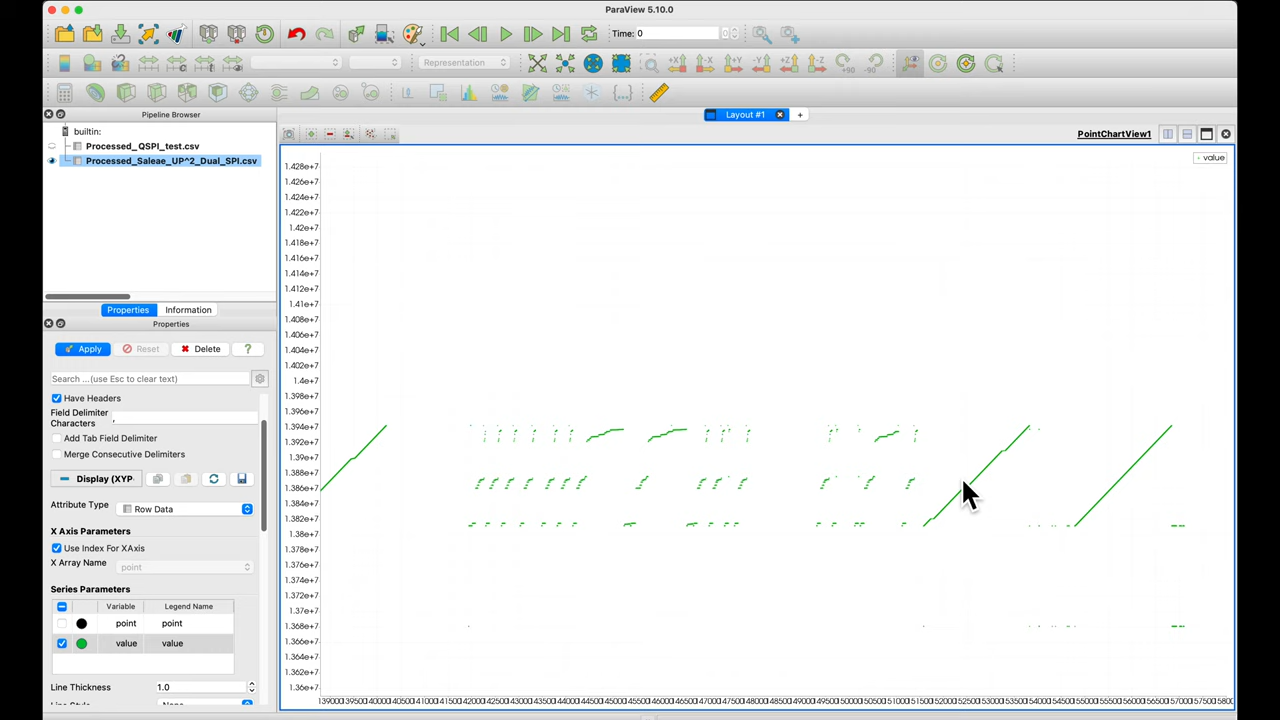 ParaView 5.10.0
Time: 0
0
Representation
+X -X +Y -Y +Z -Z +90 -90
Pipeline Browser
Layout #1
+
builtin:
Processed_QSPI_test.csv
Processed_Saleae_UP^2_Dual_SPI.csv
PointChartView1
Properties
Information
Properties
Apply
Reset
Delete
?
Search ...(use Esc to clear text)
Have Headers
Field Delimiter
Characters
,
Add Tab Field Delimiter
Merge Consecutive Delimiters
Display (XYP
Attribute Type
Row Data
X Axis Parameters
Use Index For XAxis
X Array Name
point
Series Parameters
Variable
Legend Name
point
point
value
value
Line Thickness
1.0
value
1.428e+7
1.426e+7
1.424e+7
1.422e+7
1.42e+7
1.418e+7
1.416e+7
1.414e+7
1.412e+7
1.41e+7
1.408e+7
1.406e+7
1.404e+7
1.402e+7
1.4e+7
1.398e+7
1.396e+7
1.394e+7
1.392e+7
1.39e+7
1.388e+7
1.386e+7
1.384e+7
1.382e+7
1.38e+7
1.378e+7
1.376e+7
1.374e+7
1.372e+7
1.37e+7
1.368e+7
1.366e+7
1.364e+7
1.362e+7
1.36e+7